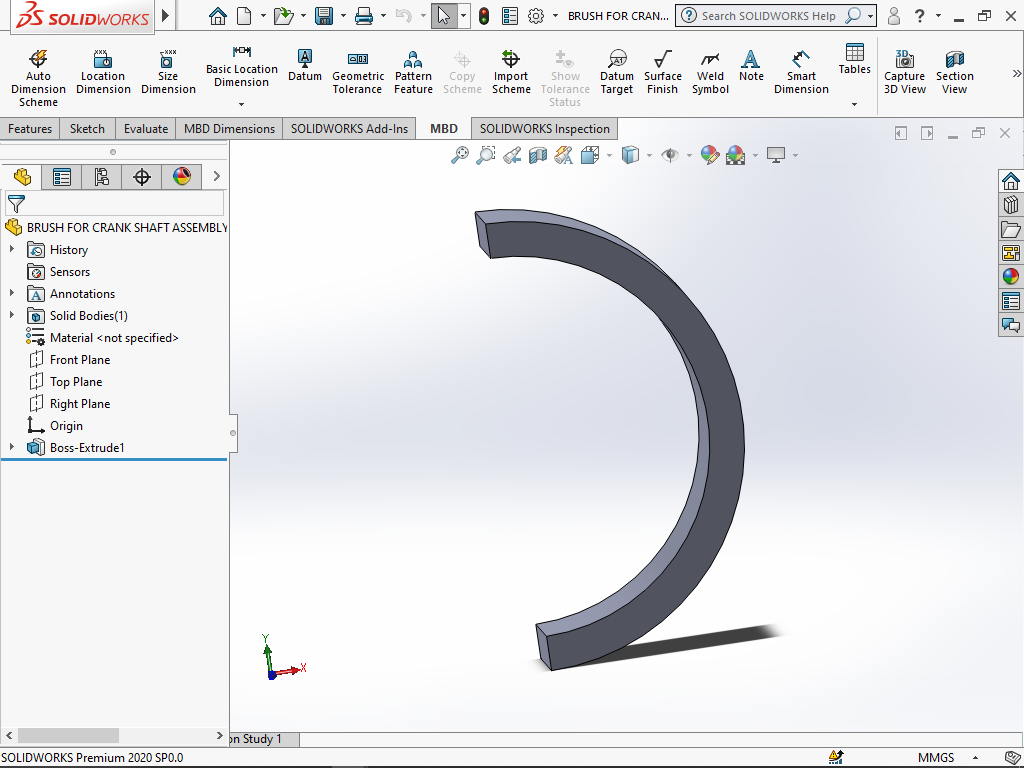 SOLIDWORKS
BRUSH FOR CRAN...
Search SOLIDWORKS Help
Auto Dimension Scheme
Location Dimension
Size Dimension
Basic Location Dimension
Datum
Geometric Tolerance
Pattern Feature
Copy Scheme
Import Scheme
Show Tolerance Status
Datum Target
Surface Finish
Weld Symbol
Note
Smart Dimension
Tables
Capture 3D View
Section View
Features
Sketch
Evaluate
MBD Dimensions
SOLIDWORKS Add-Ins
MBD
SOLIDWORKS Inspection
BRUSH FOR CRANK SHAFT ASSEMBLY
History
Sensors
Annotations
Solid Bodies(1)
Material <not specified>
Front Plane
Top Plane
Right Plane
Origin
Boss-Extrude1
Y
X
on Study 1
SOLIDWORKS Premium 2020 SP0.0
MMGS